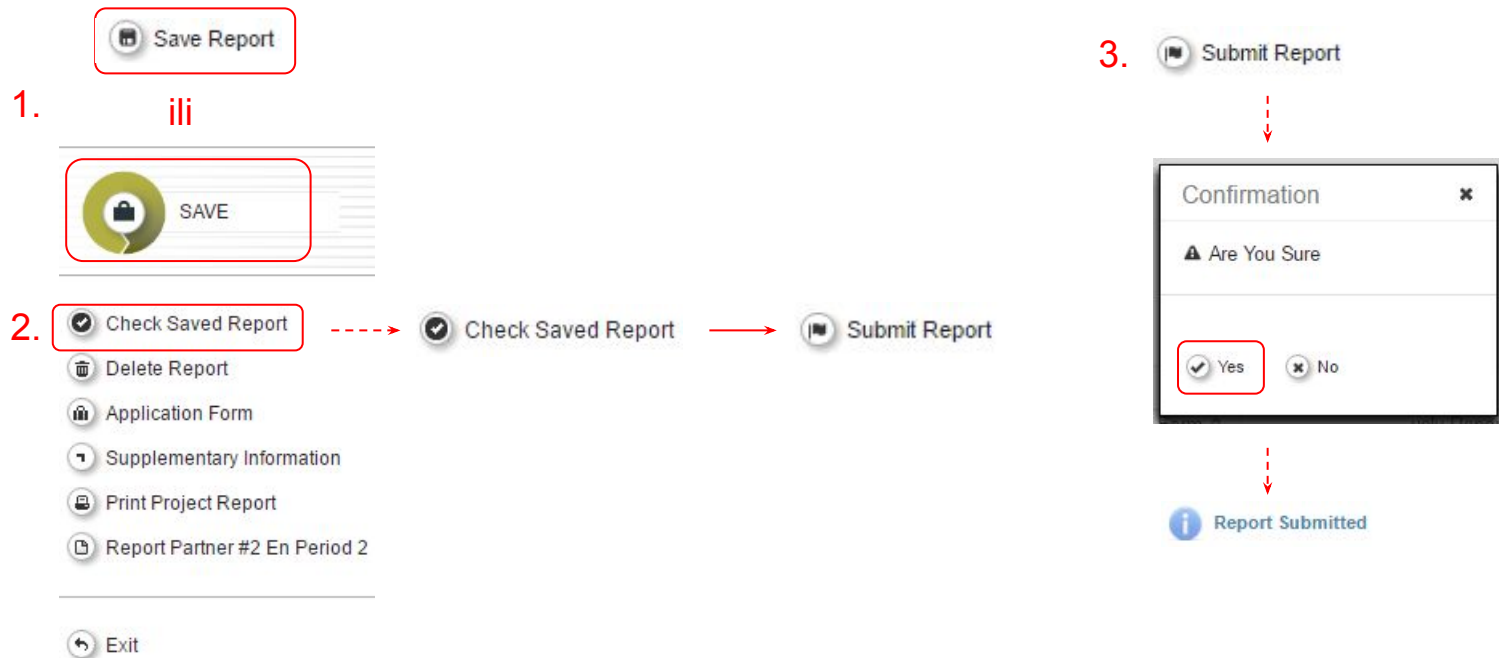 Save Report
1.
ili
SAVE
2.
Check Saved Report
Check Saved Report
Submit Report
Delete Report
Application Form
Supplementary Information
Print Project Report
Report Partner #2 En Period 2
Exit
3.
Submit Report
Confirmation
Are You Sure
Yes
No
Report Submitted